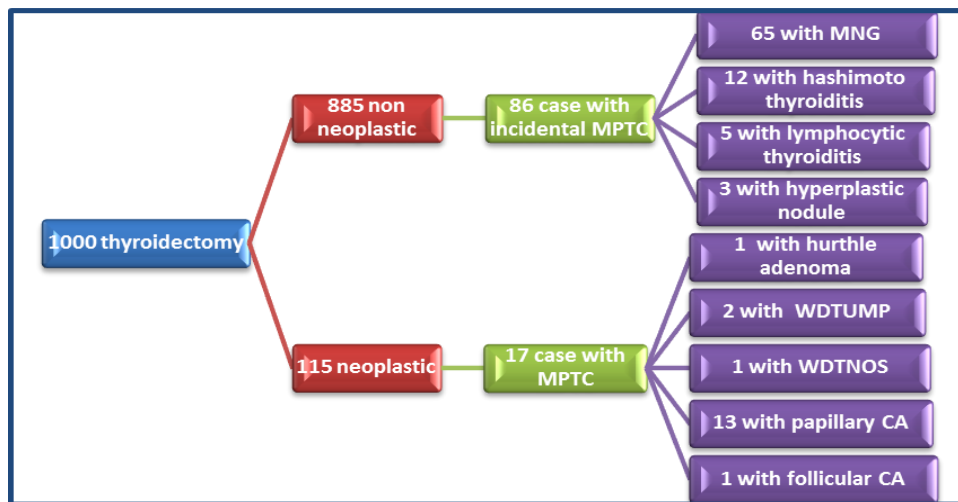 1000 thyroidectomy
885 non
neoplastic
86 case with
incidental MPTC
65 with MNG
12 with hashimoto
thyroiditis
5 with lymphocytic
thyroiditis
3 with hyperplastic
nodule
115 neoplastic
17 case with
MPTC
1 with hurthle
adenoma
2 with WDTUMP
1 with WDTNOS
13 with papillary CA
1 with follicular CA